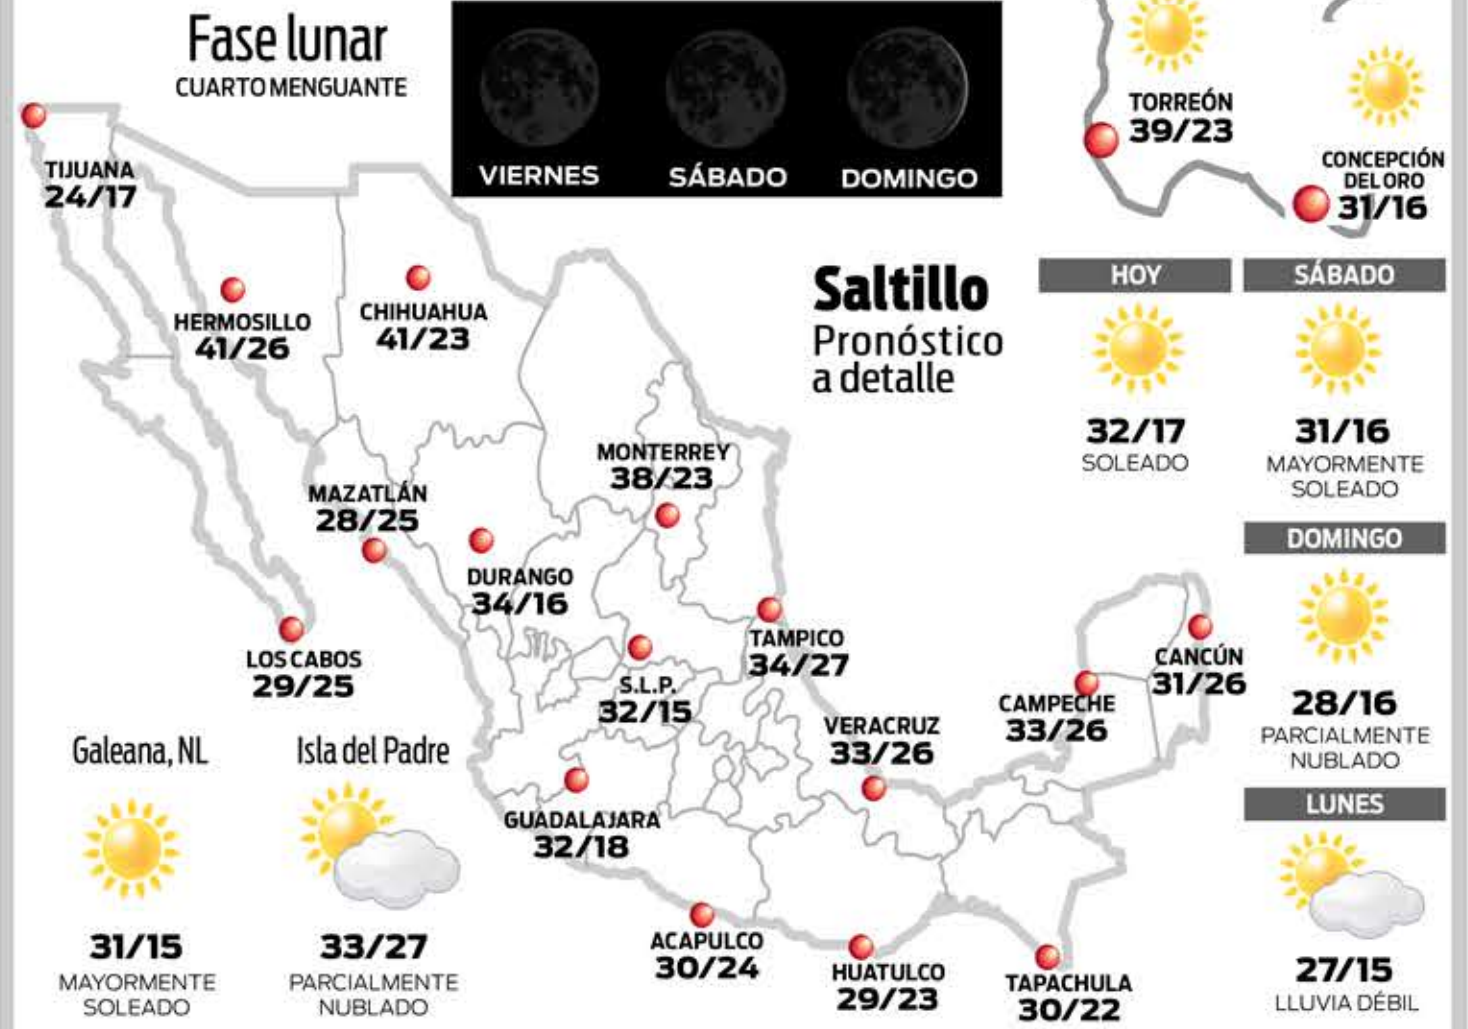 Fase lunar
CUARTO MENGUANTE
VIERNES
SÁBADO
DOMINGO
TORREÓN
39/23
CONCEPCIÓN
DEL ORO
31/16
TIJUANA
24/17
HERMOSILLO
41/26
CHIHUAHUA
41/23
MONTERREY
38/23
MAZATLÁN
28/25
DURANGO
34/16
LOS CABOS
29/25
S.L.P.
32/15
TAMPICO
34/27
VERACRUZ
33/26
CAMPECHE
33/26
CANCÚN
31/26
GUADALAJARA
32/18
ACAPULCO
30/24
HUATULCO
29/23
TAPACHULA
30/22
Galeana, NL
31/15
MAYORMENTE
SOLEADO
Isla del Padre
33/27
PARCIALMENTE
NUBLADO
Saltillo
Pronóstico
a detalle
HOY
32/17
SOLEADO
SÁBADO
31/16
MAYORMENTE
SOLEADO
DOMINGO
28/16
PARCIALMENTE
NUBLADO
LUNES
27/15
LLUVIA DÉBIL